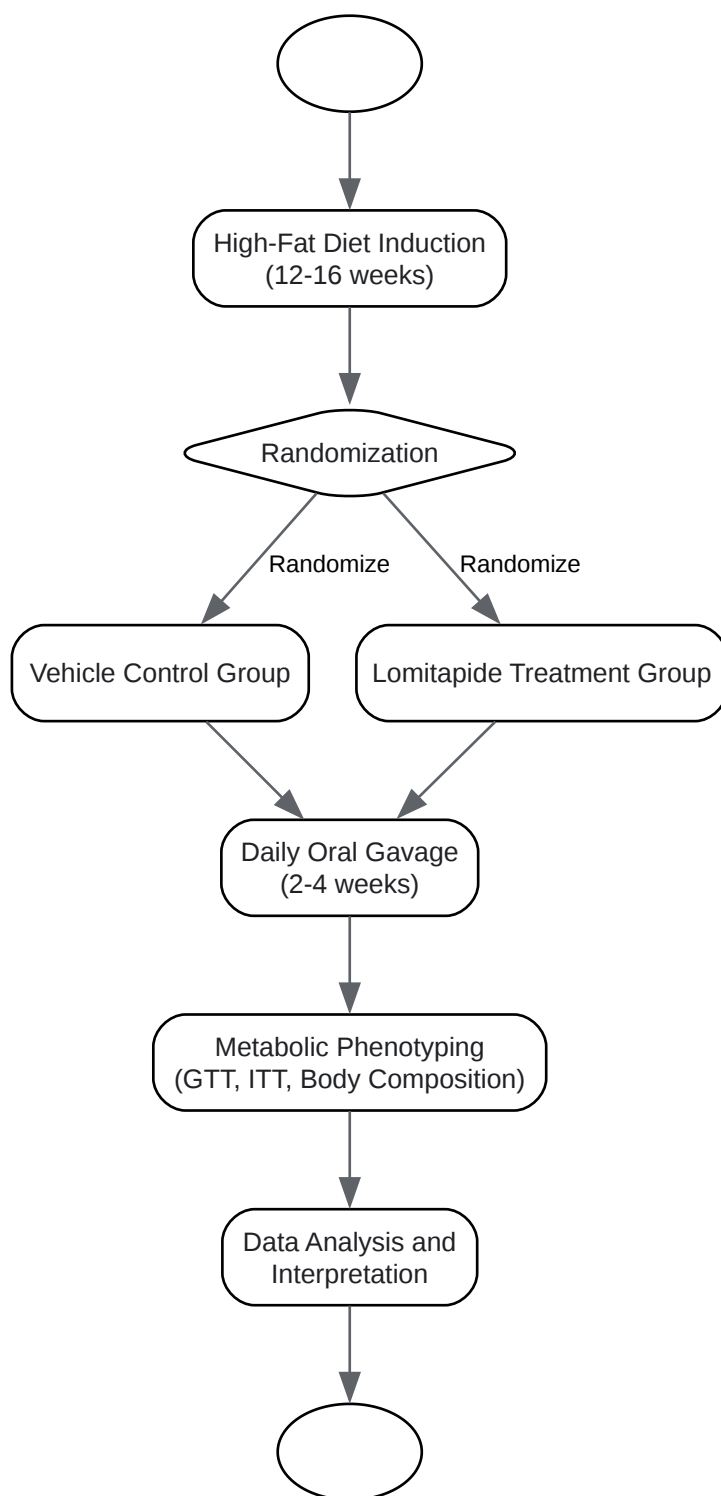 High-Fat Diet Induction
(12-16 weeks)
Randomization
Randomize
Randomize
Vehicle Control Group
Lomitapide Treatment Group
Daily Oral Gavage
(2-4 weeks)
Metabolic Phenotyping
(GTT, ITT, Body Composition)
Data Analysis and
Interpretation